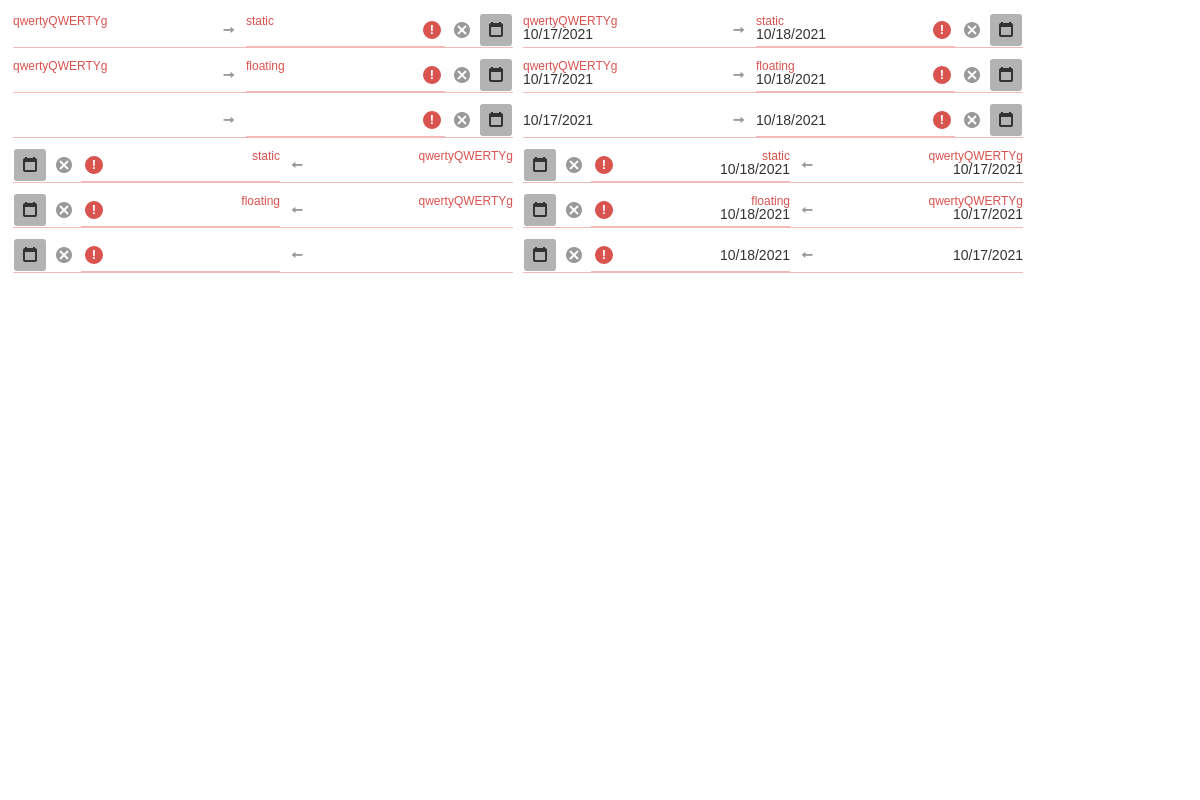 qwertyQWERTYg static qwertyQWERTYg static
10/17/2021 10/18/2021
qwertyQWERTYg floating qwertyQWERTYg floating
10/17/2021 10/18/2021
10/17/2021 10/18/2021
static qwertyQWERTYg static qwertyQWERTYg
10/18/2021 10/17/2021
floating qwertyQWERTYg floating qwertyQWERTYg
10/18/2021 10/17/2021
10/18/2021 10/17/2021